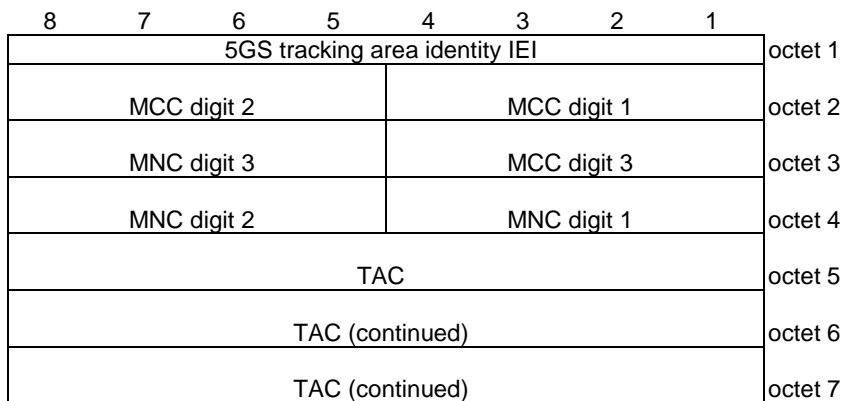 8 7 6 5 4 3 2 1
5GS tracking area identity IEI octet 1
MCC digit 2 MCC digit 1 octet 2
MNC digit 3 MCC digit 3 octet 3
MNC digit 2 MNC digit 1 octet 4
TAC octet 5
TAC (continued) octet 6
TAC (continued) octet 7